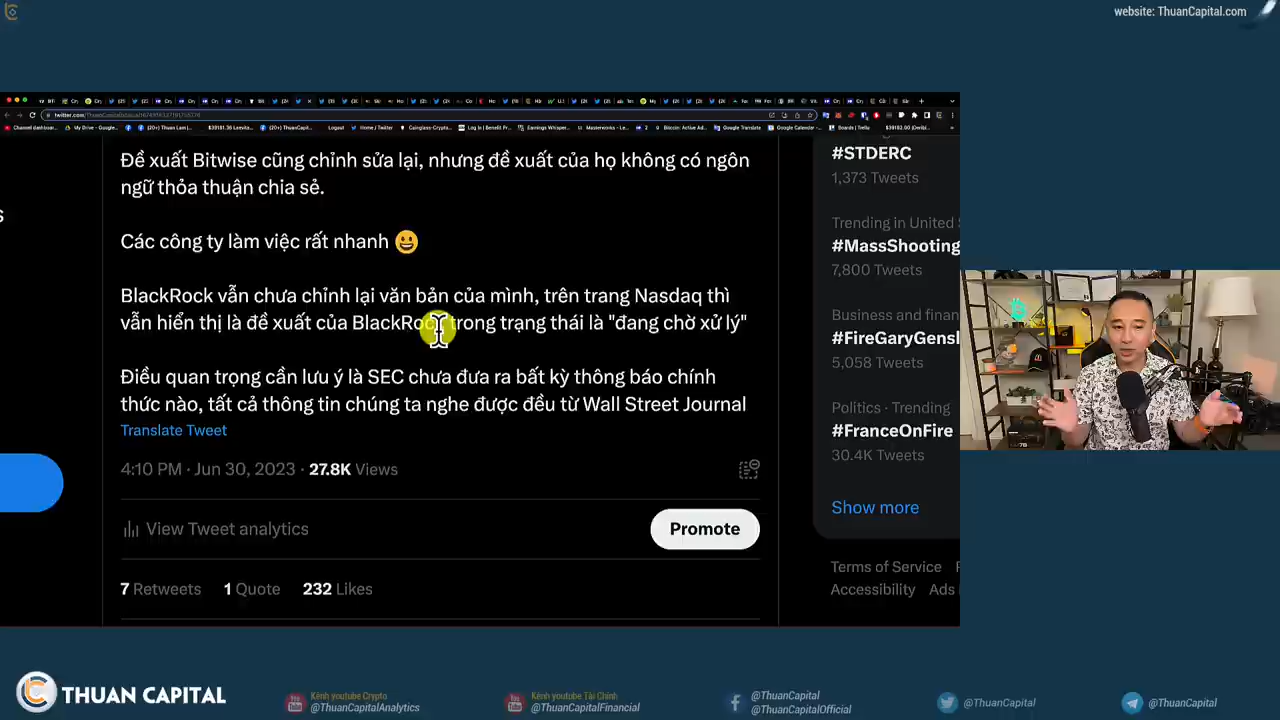 website: ThuanCapital.com
Đề xuất Bitwise cũng chỉnh sửa lại, nhưng đề xuất của họ không có ngôn
ngữ thỏa thuận chia sẻ.
Các công ty làm việc rất nhanh 😀
BlackRock vẫn chưa chỉnh lại văn bản của mình, trên trang Nasdaq thì
vẫn hiển thị là đề xuất của BlackRock trong trạng thái là "đang chờ xử lý"
Điều quan trọng cần lưu ý là SEC chưa đưa ra bất kỳ thông báo chính
thức nào, tất cả thông tin chúng ta nghe được đều từ Wall Street Journal
Translate Tweet
4:10 PM · Jun 30, 2023 · 27.8K Views
View Tweet analytics
Promote
7 Retweets 1 Quote 232 Likes
#STDERC
1,373 Tweets
Trending in United S
#MassShooting
7,800 Tweets
Business and finan
#FireGaryGensl
5,058 Tweets
Politics · Trending
#FranceOnFire
30.4K Tweets
Show more
Terms of Service
Accessibility Ads
THUAN CAPITAL
Kênh youtube Crypto
@ThuanCapitalAnalytics
Kênh youtube Tài Chính
@ThuanCapitalFinancial
@ThuanCapital
@ThuanCapitalOfficial
@ThuanCapital
@ThuanCapital